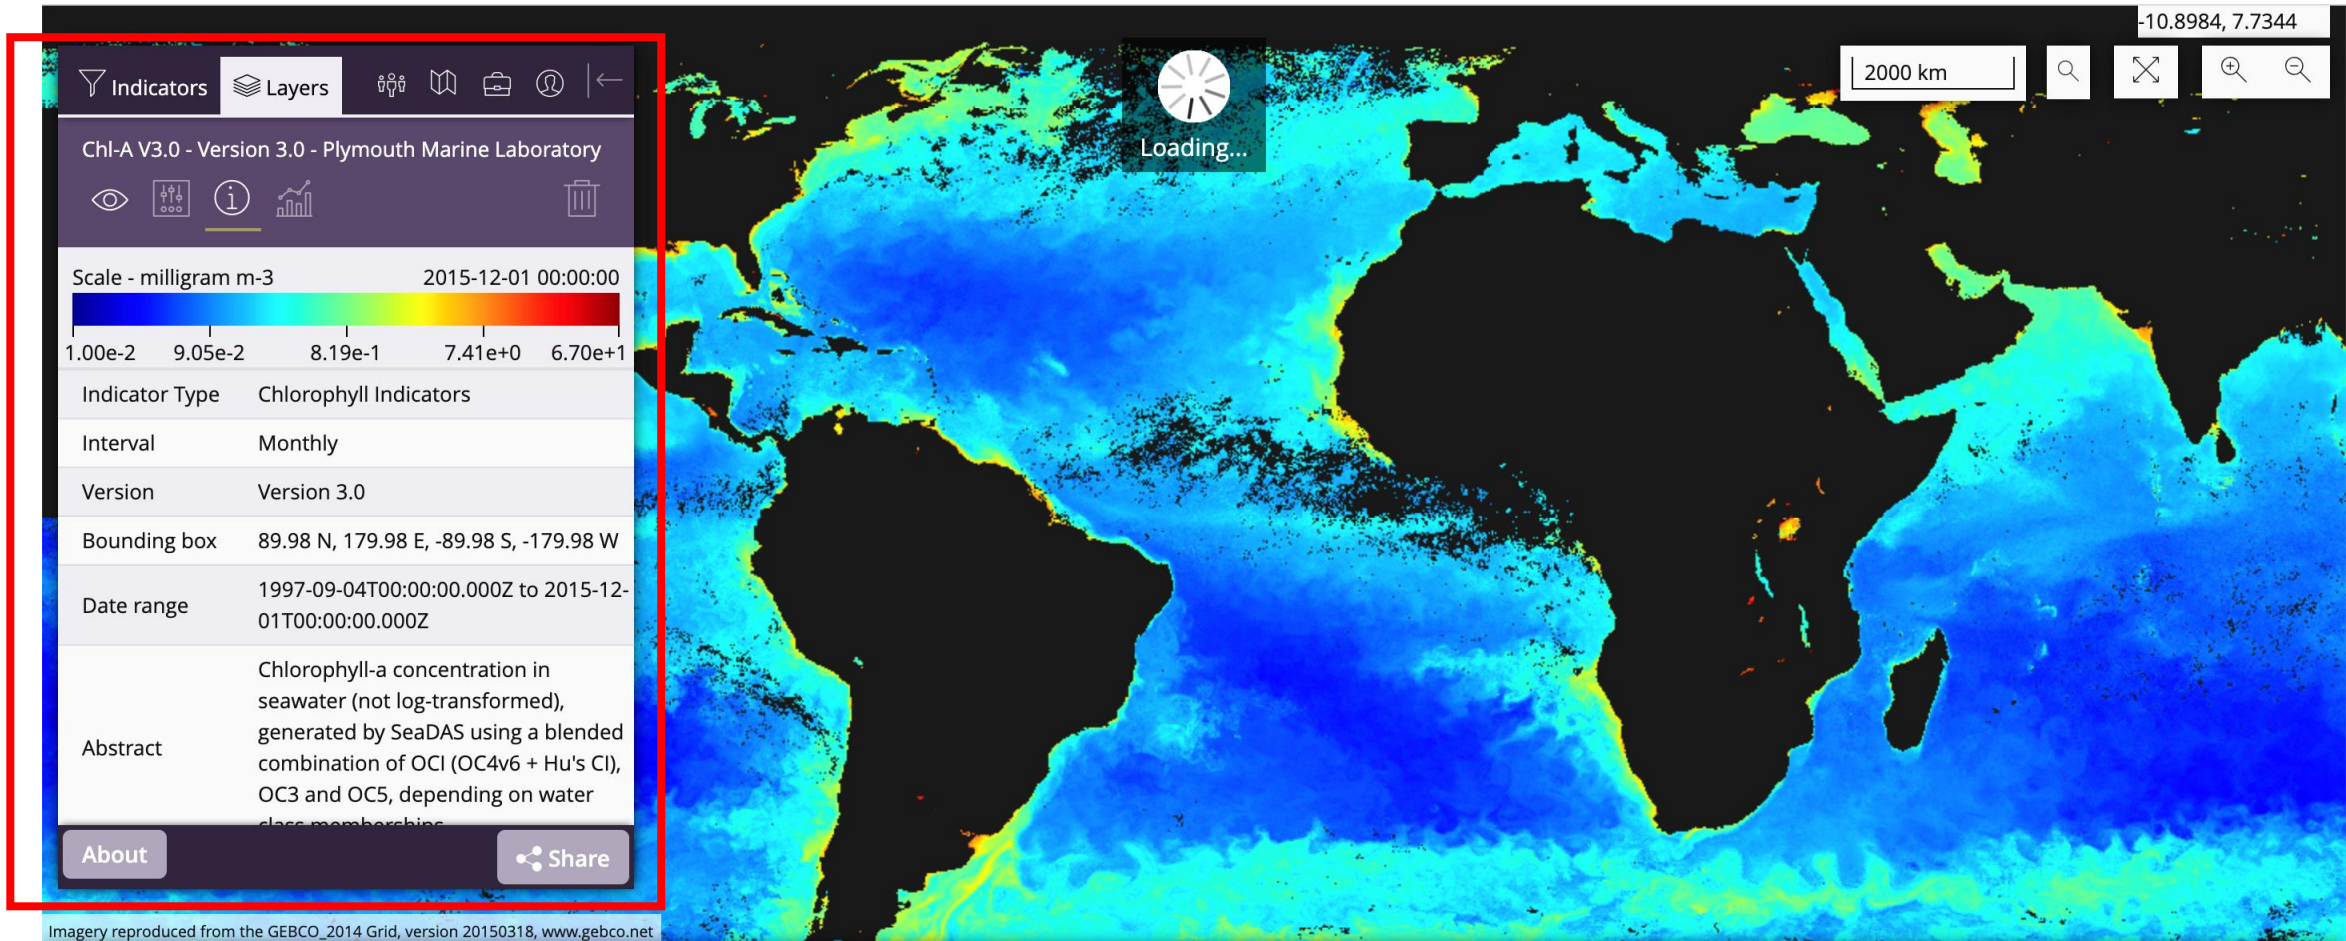 -10.8984, 7.7344
Indicators
Layers
2000 km
Loading...
Chl-A V3.0 - Version 3.0 - Plymouth Marine Laboratory
Scale - milligram m-3 2015-12-01 00:00:00
1.00e-2 9.05e-2 8.19e-1 7.41e+0 6.70e+1
Indicator Type Chlorophyll Indicators
Interval Monthly
Version Version 3.0
Bounding box 89.98 N, 179.98 E, -89.98 S, -179.98 W
Date range 1997-09-04T00:00:00.000Z to 2015-12-
01T00:00:00.000Z
Abstract Chlorophyll-a concentration in
seawater (not log-transformed),
generated by SeaDAS using a blended
combination of OCI (OC4v6 + Hu's CI),
OC3 and OC5, depending on water
class memberships
About
Share
Imagery reproduced from the GEBCO_2014 Grid, version 20150318, www.gebco.net